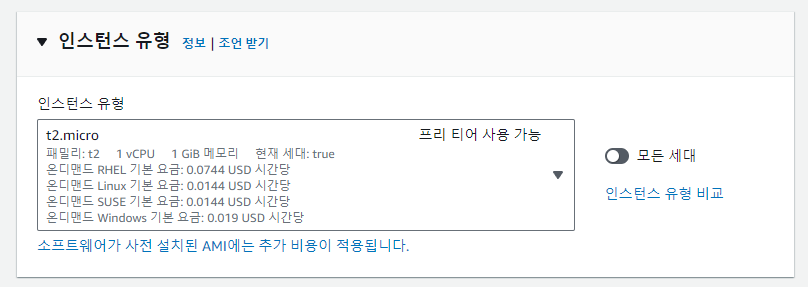 인스턴스 유형 정보 | 조언 받기
인스턴스 유형
t2.micro 프리 티어 사용 가능
패밀리: t2 1 vCPU 1 GiB 메모리 현재 세대: true
온디맨드 RHEL 기본 요금: 0.0744 USD 시간당
온디맨드 Linux 기본 요금: 0.0144 USD 시간당
온디맨드 SUSE 기본 요금: 0.0144 USD 시간당
온디맨드 Windows 기본 요금: 0.019 USD 시간당
모든 세대
인스턴스 유형 비교
소프트웨어가 사전 설치된 AMI에는 추가 비용이 적용됩니다.